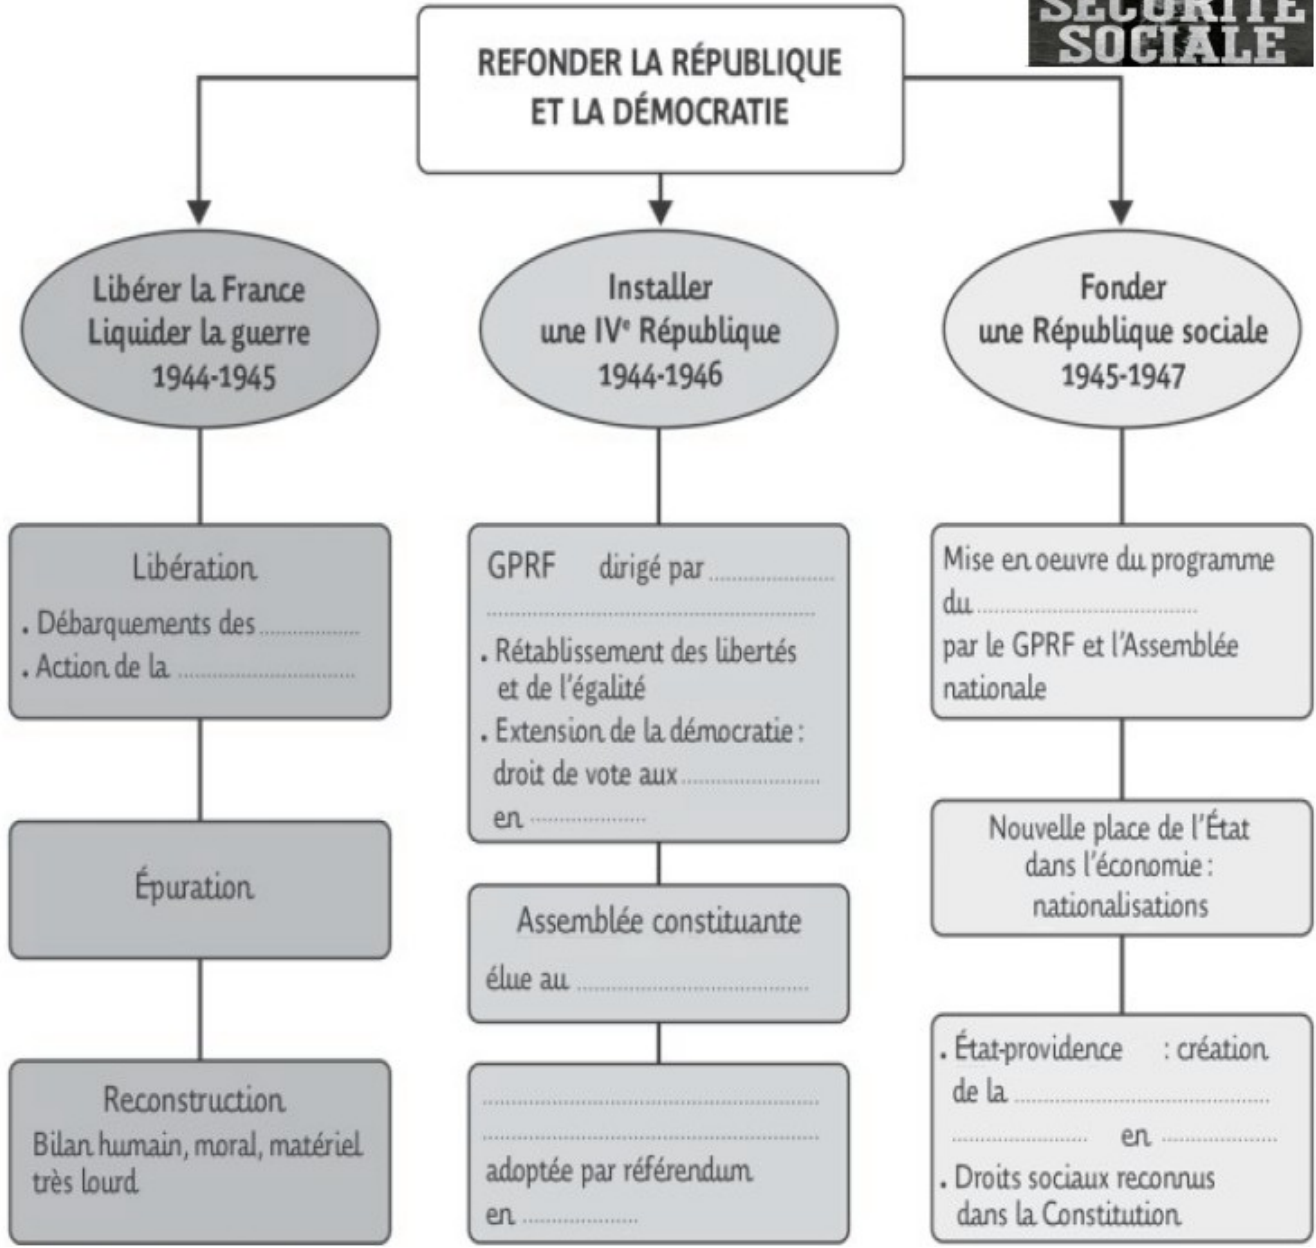 SÉCURITÉ
SOCIALE
REFONDER LA RÉPUBLIQUE
ET LA DÉMOCRATIE
Libérer la France
Liquider la guerre
1944-1945
Libération
. Débarquements des ....................
. Action de la ....................
Épuration
Reconstruction
Bilan humain, moral, matériel
très lourd
Installer
une IVe République
1944-1946
GPRF dirigé par ....................
....................
. Rétablissement des libertés
et de l'égalité
. Extension de la démocratie :
droit de vote aux ....................
en ....................
Assemblée constituante
élue au ....................
....................
....................
adoptée par référendum
en ....................
Fonder
une République sociale
1945-1947
Mise en oeuvre du programme
du ....................
par le GPRF et l'Assemblée
nationale
Nouvelle place de l'État
dans l'économie :
nationalisations
. État-providence : création
de la ....................
.................... en ....................
. Droits sociaux reconnus
dans la Constitution